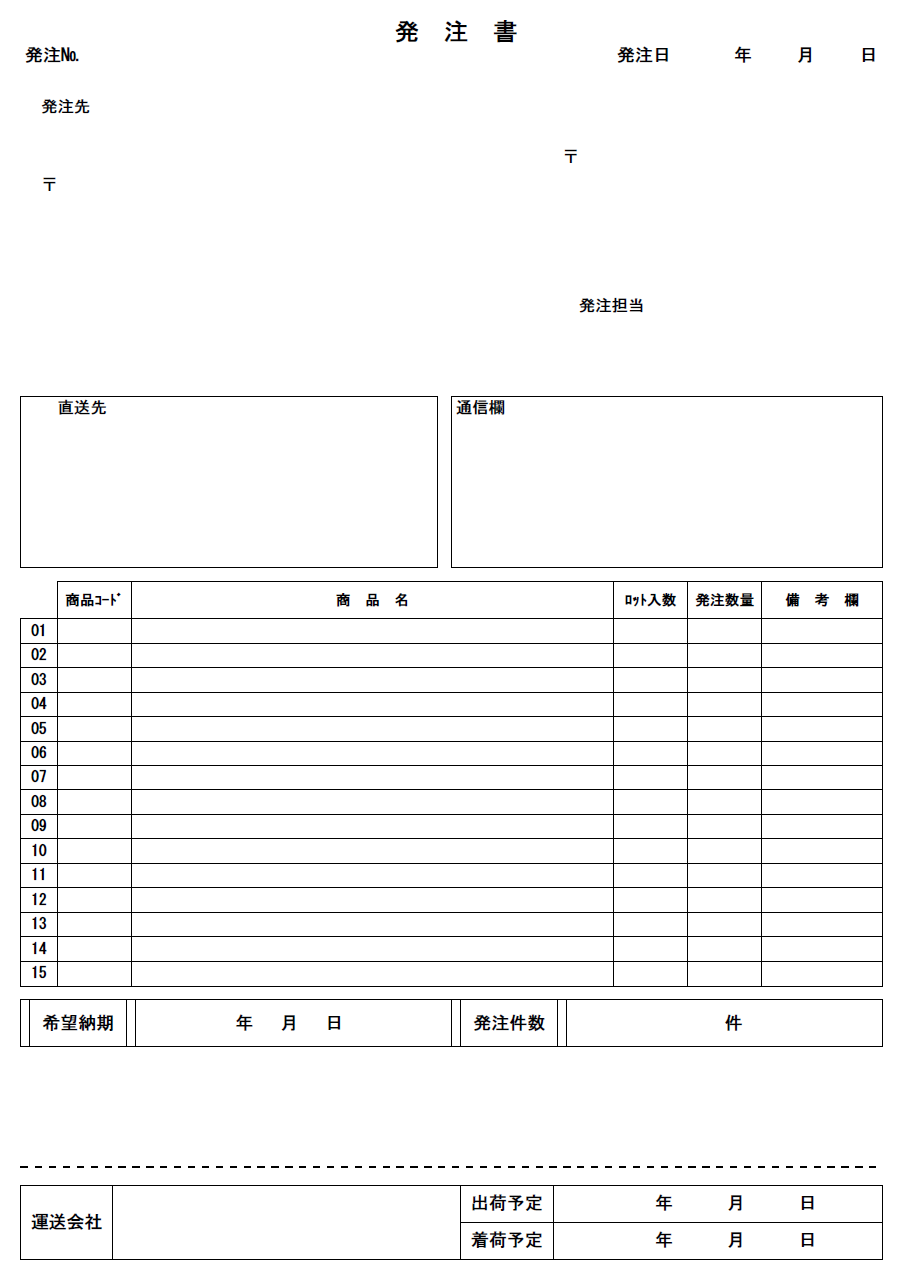 発 注 書
発注№. 発注日 年 月 日
発注先
〒
〒
発注担当
直送先 通信欄
商品ｺｰﾄﾞ 商 品 名 ﾛｯﾄ入数 発注数量 備 考 欄
01
02
03
04
05
06
07
08
09
10
11
12
13
14
15
希望納期 年 月 日 発注件数 件
運送会社 出荷予定 年 月 日
着荷予定 年 月 日